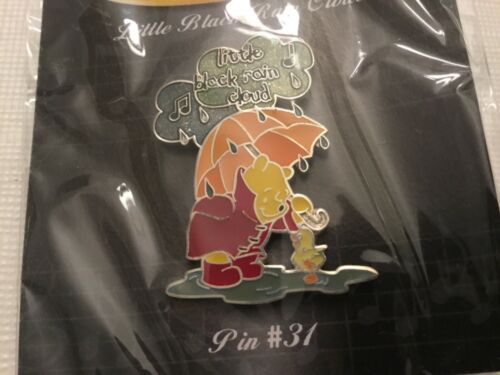 Little Black Rain Cloud
little
black rain
cloud
Pin #31